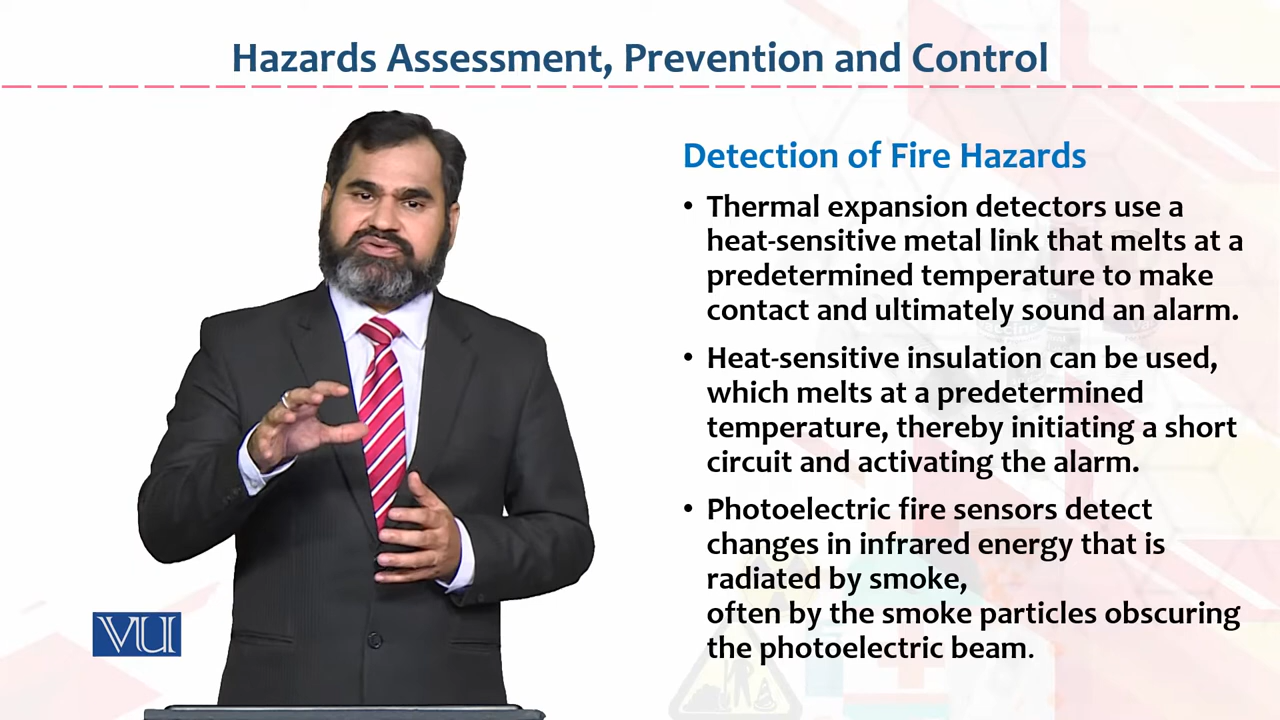 Hazards Assessment, Prevention and Control
Detection of Fire Hazards
• Thermal expansion detectors use a
heat-sensitive metal link that melts at a
predetermined temperature to make
contact and ultimately sound an alarm.
• Heat-sensitive insulation can be used,
which melts at a predetermined
temperature, thereby initiating a short
circuit and activating the alarm.
• Photoelectric fire sensors detect
changes in infrared energy that is
radiated by smoke,
often by the smoke particles obscuring
the photoelectric beam.
VU